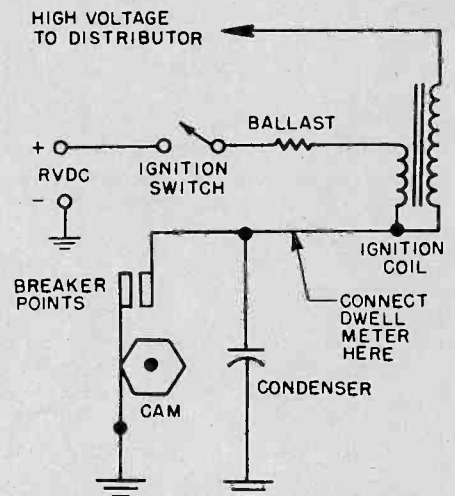 HIGH VOLTAGE
TO DISTRIBUTOR
BALLAST
+
RVDC
-
IGNITION
SWITCH
IGNITION
COIL
BREAKER
POINTS
CONNECT
DWELL
METER
HERE
CONDENSER
CAM